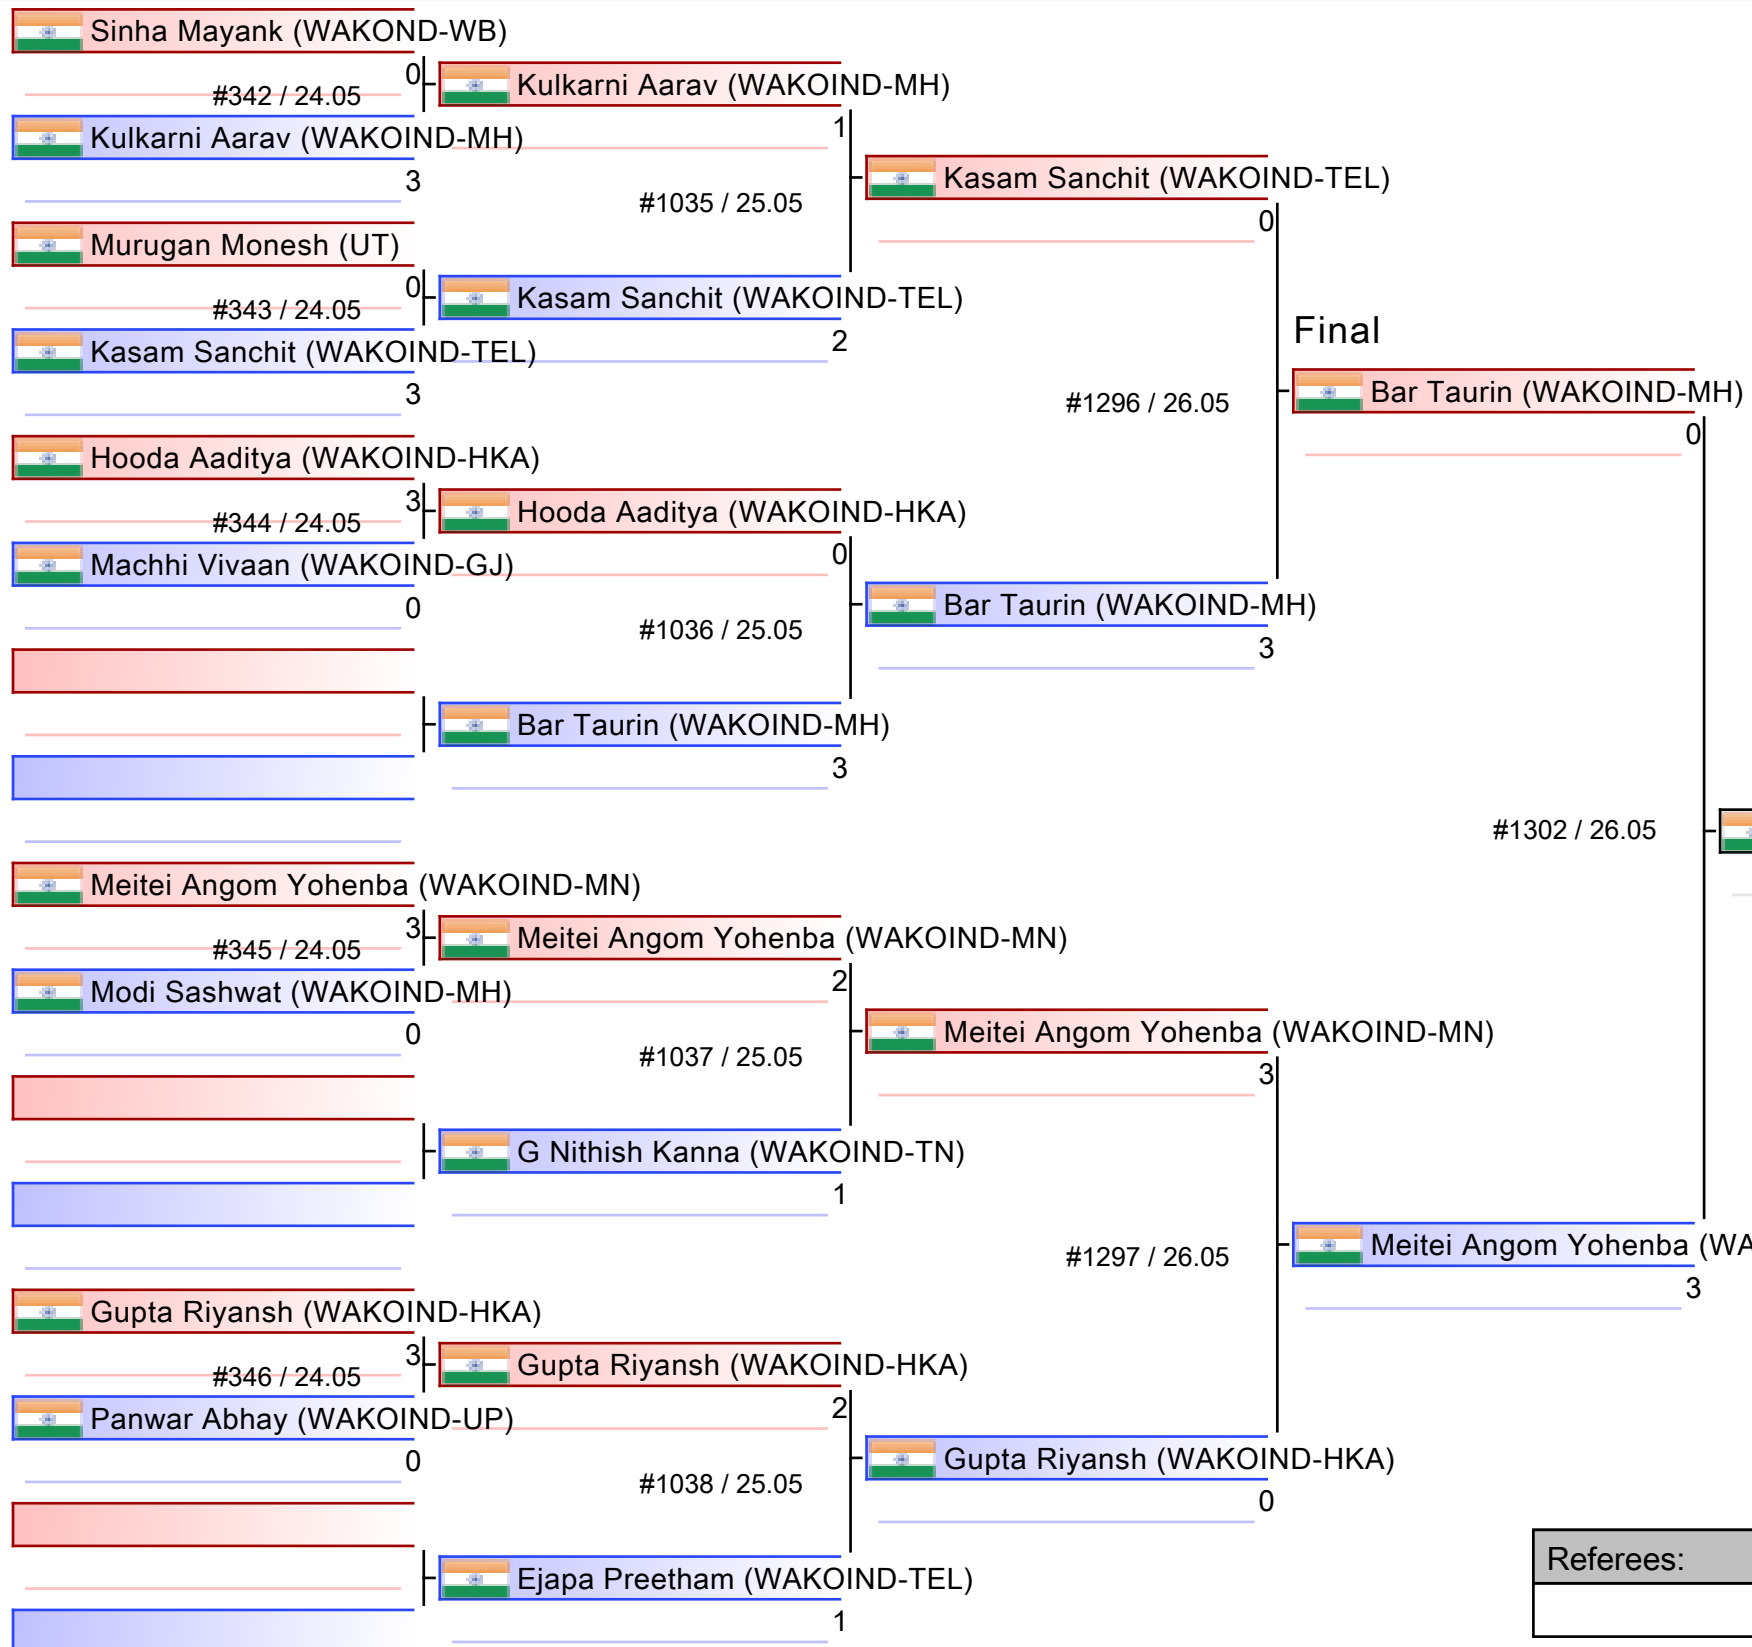 Sinha Mayank (WAKOND-WB)
0
#342 / 24.05
Kulkarni Aarav (WAKOIND-MH)
3
Murugan Monesh (UT)
0
#343 / 24.05
Kasam Sanchit (WAKOIND-TEL)
3
Hooda Aaditya (WAKOIND-HKA)
3
#344 / 24.05
Machhi Vivaan (WAKOND-GJ)
0
Meitei Angom Yohenba (WAKOIND-MN)
3
#345 / 24.05
Modi Sashwat (WAKOIND-MH)
0
Gupta Riyansh (WAKOIND-HKA)
3
#346 / 24.05
Panwar Abhay (WAKOIND-UP)
0
Kulkarni Aarav (WAKOIND-MH)
1
#1035 / 25.05
Kasam Sanchit (WAKOIND-TEL)
2
Hooda Aaditya (WAKOIND-HKA)
0
#1036 / 25.05
Bar Taurin (WAKOIND-MH)
3
Meitei Angom Yohenba (WAKOIND-MN)
2
#1037 / 25.05
G Nithish Kanna (WAKOIND-TN)
1
Gupta Riyansh (WAKOIND-HKA)
2
#1038 / 25.05
Ejapa Preetham (WAKOIND-TEL)
1
Kasam Sanchit (WAKOIND-TEL)
0
#1296 / 26.05
Bar Taurin (WAKOIND-MH)
3
Meitei Angom Yohenba (WAKOIND-MN)
3
#1297 / 26.05
Gupta Riyansh (WAKOIND-HKA)
0
Final
Bar Taurin (WAKOIND-MH)
0
#1302 / 26.05
Meitei Angom Yohenba (WA
3
Referees: